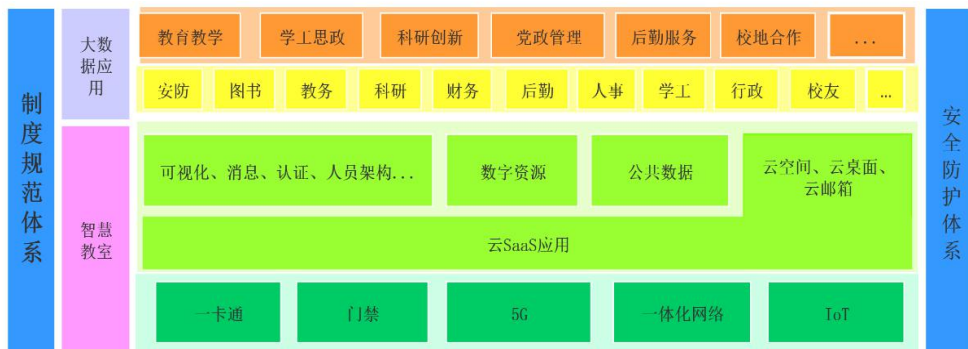 制度规范体系
大数
据应
用
教育教学 学工思政 科研创新 党政管理 后勤服务 校地合作 ...
安防 图书 教务 科研 财务 后勤 人事 学工 行政 校友 ...
智慧
教室
可视化、消息、认证、人员架构... 数字资源 公共数据 云空间、云桌面、
云邮箱
云SaaS应用
一卡通 门禁 5G 一体化网络 IoT
安全防护体系